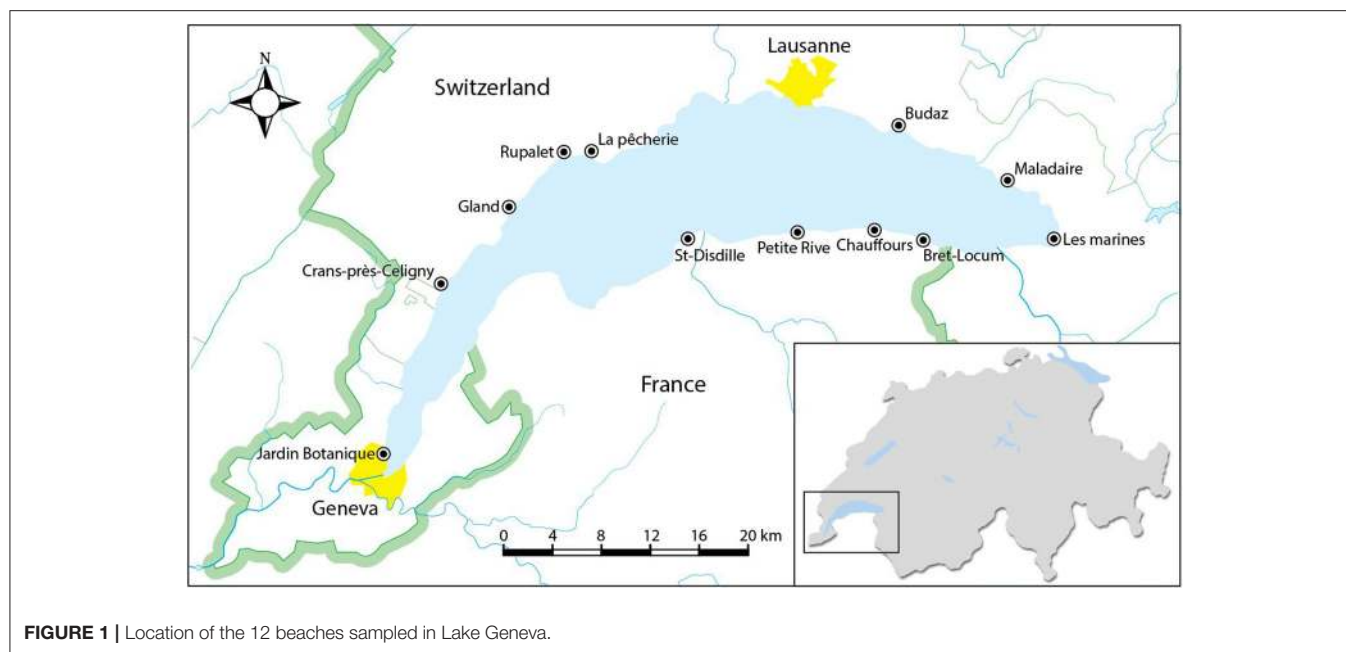 Lausanne
N
Switzerland
Budaz
La pêcherie
Rupalet
Maladaire
Gland
Les marines
St-Disdille
Petite Rive
Chauffours
Bret-Locum
Crans-près-Celigny
France
Jardin Botanique
Geneva
0 4 8 12 16 20 km
FIGURE 1 | Location of the 12 beaches sampled in Lake Geneva.